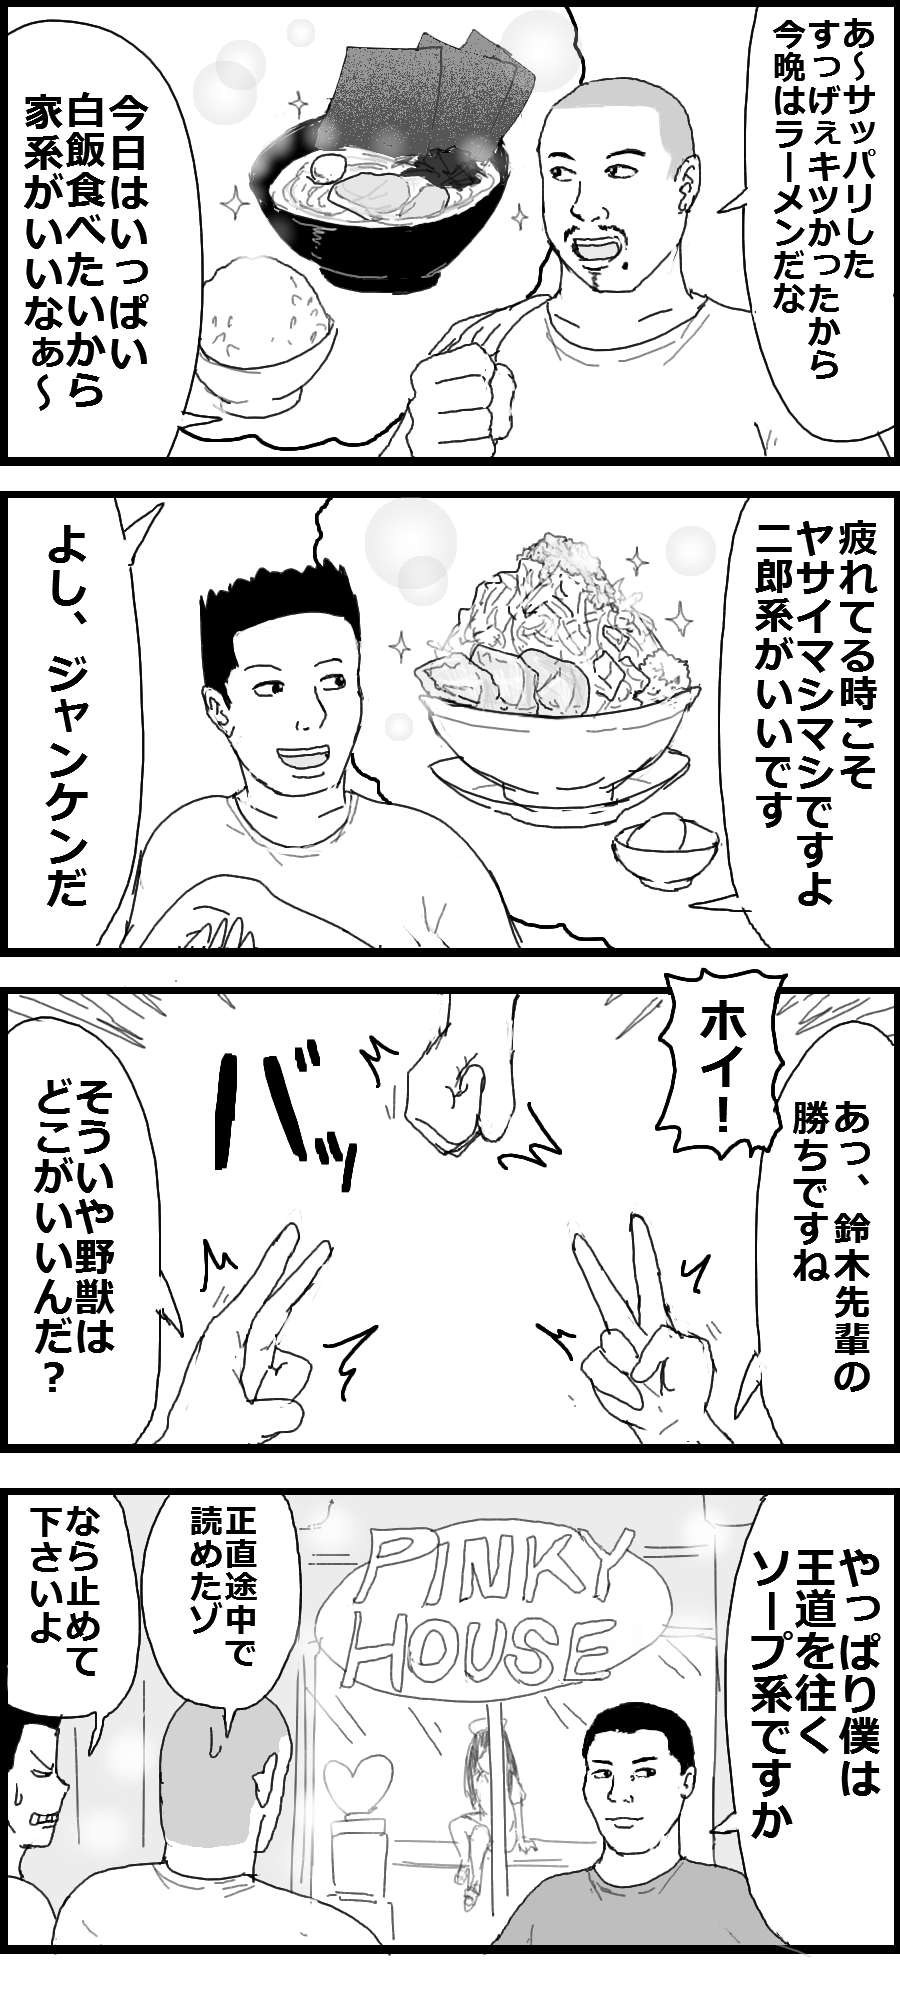 あ〜サッパリした
すっげぇキツかったから
今晩はラーメンだな
今日はいっぱい
白飯食べたいから
家系がいいなぁ〜
疲れてる時こそ
ヤサイマシマシですよ
二郎系がいいです
よし、ジャンケンだ
ホイ！
あっ、鈴木先輩の
勝ちですね
バッ
そういや野獣は
どこがいいんだ？
やっぱり僕は
王道を往く
ソープ系ですか
PINKY
HOUSE
正直途中で
読めたゾ
なら止めて
下さいよ